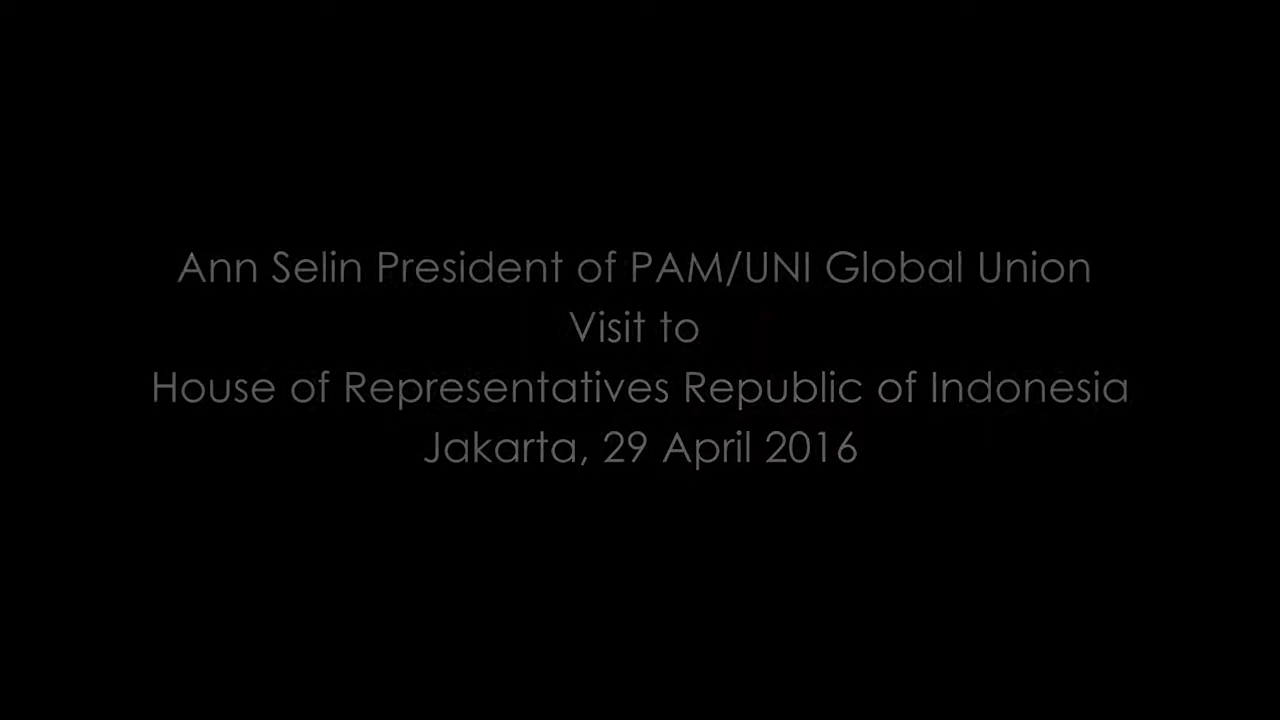 Ann Selin President of PAM/UNI Global Union
Visit to
House of Representatives Republic of Indonesia
Jakarta, 29 April 2016